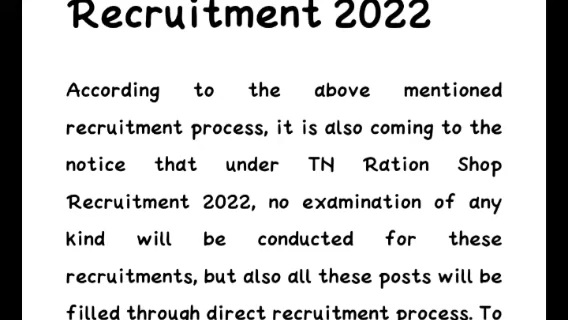 Recruitment 2022
According to the above mentioned
recruitment process, it is also coming to the
notice that under TN Ration Shop
Recruitment 2022, no examination of any
kind will be conducted for these
recruitments, but also all these posts will be
filled through direct recruitment process. To